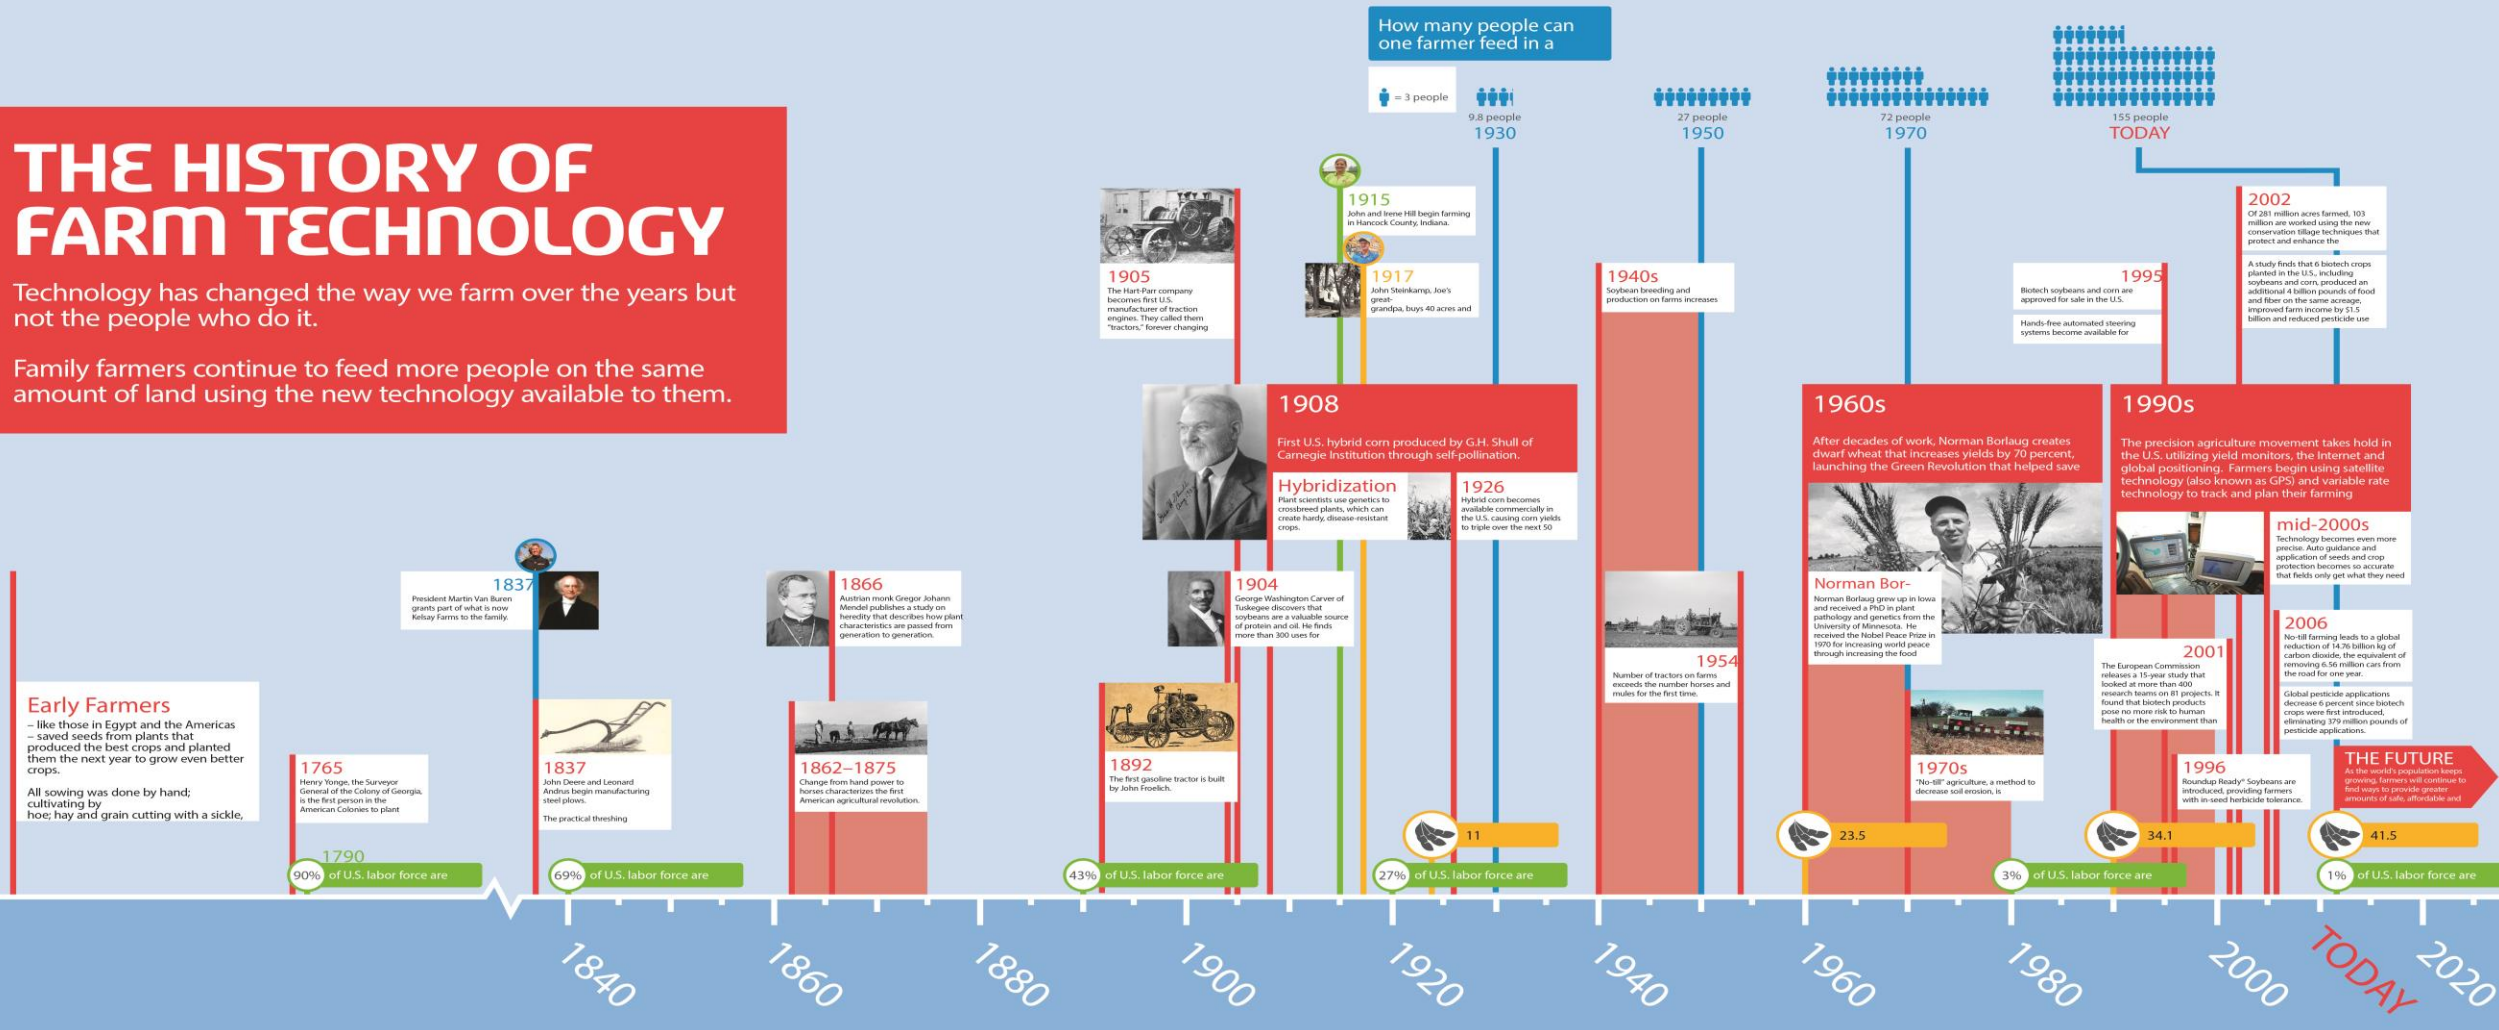 THE HISTORY OF
FARM TECHNOLOGY
Technology has changed the way we farm over the years but
not the people who do it.
Family farmers continue to feed more people on the same
amount of land using the new technology available to them.
How many people can
one farmer feed in a
= 3 people
9.8 people
1930
27 people
1950
72 people
1970
155 people
TODAY
Early Farmers
– like those in Egypt and the Americas
– saved seeds from plants that
produced the best crops and planted
them the next year to grow even better
crops.
All sowing was done by hand;
cultivating by
hoe; hay and grain cutting with a sickle,
1765
Henry Yonge, the Surveyor
General of the Colony of Georgia,
is the first person in the
American Colonies to plant
1790
90% of U.S. labor force are
1837
President Martin Van Buren
grants part of what is now
Kelsay Farms to the family.
1837
John Deere and Leonard
Andrus begin manufacturing
steel plows.
The practical threshing
69% of U.S. labor force are
1866
Austrian monk Gregor Johann
Mendel publishes a study on
heredity that describes how plant
characteristics are passed from
generation to generation.
1862–1875
Change from hand power to
horses characterizes the first
American agricultural revolution.
1905
The Hart-Parr company
becomes first U.S.
manufacturer of traction
engines. They called them
"tractors," forever changing
1915
John and Irene Hill begin farming
in Hancock County, Indiana.
1917
John Steinkamp, Joe's
great-
grandpa, buys 40 acres and
1908
First U.S. hybrid corn produced by G.H. Shull of
Carnegie Institution through self-pollination.
Hybridization
Plant scientists use genetics to
crossbreed plants, which can
create hardy, disease-resistant
crops.
1926
Hybrid corn becomes
available commercially in
the U.S. causing corn yields
to triple over the next 50
1904
George Washington Carver of
Tuskegee discovers that
soybeans are a valuable source
of protein and oil. He finds
more than 300 uses for
1892
The first gasoline tractor is built
by John Froelich.
43% of U.S. labor force are
11
27% of U.S. labor force are
1940s
Soybean breeding and
production on farms increases
1954
Number of tractors on farms
exceeds the number horses and
mules for the first time.
1960s
After decades of work, Norman Borlaug creates
dwarf wheat that increases yields by 70 percent,
launching the Green Revolution that helped save
Norman Bor-
Norman Borlaug grew up in Iowa
and received a PhD in plant
pathology and genetics from the
University of Minnesota. He
received the Nobel Peace Prize in
1970 for increasing world peace
through increasing the food
1970s
"No-till" agriculture, a method to
decrease soil erosion, is
23.5
3% of U.S. labor force are
1995
Biotech soybeans and corn are
approved for sale in the U.S.
Hands-free automated steering
systems become available for
2002
Of 281 million acres farmed, 103
million are worked using the new
conservation tillage techniques that
protect and enhance the
A study finds that 6 biotech crops
planted in the U.S., including
soybeans and corn, produced an
additional 4 billion pounds of food
and fiber on the same acreage,
improved farm income by $1.5
billion and reduced pesticide use
1990s
The precision agriculture movement takes hold in
the U.S. utilizing yield monitors, the Internet and
global positioning. Farmers begin using satellite
technology (also known as GPS) and variable rate
technology to track and plan their farming
mid-2000s
Technology becomes even more
precise. Auto guidance and
application of seeds and crop
protection becomes so accurate
that fields only get what they need
2001
The European Commission
releases a 15-year study that
looked at more than 400
research teams on 81 projects. It
found that biotech products
pose no more risk to human
health or the environment than
2006
No-till farming leads to a global
reduction of 14.76 billion kg of
carbon dioxide, the equivalent of
removing 6.56 million cars from
the road for one year.
Global pesticide applications
decrease 6 percent since biotech
crops were first introduced,
eliminating 379 million pounds of
pesticide applications.
1996
Roundup Ready® Soybeans are
introduced, providing farmers
with in-seed herbicide tolerance.
THE FUTURE
As the world's population keeps
growing, farmers will continue to
find ways to provide greater
amounts of safe, affordable and
34.1
41.5
1% of U.S. labor force are
1840
1860
1880
1900
1920
1940
1960
1980
2000
TODAY
2020